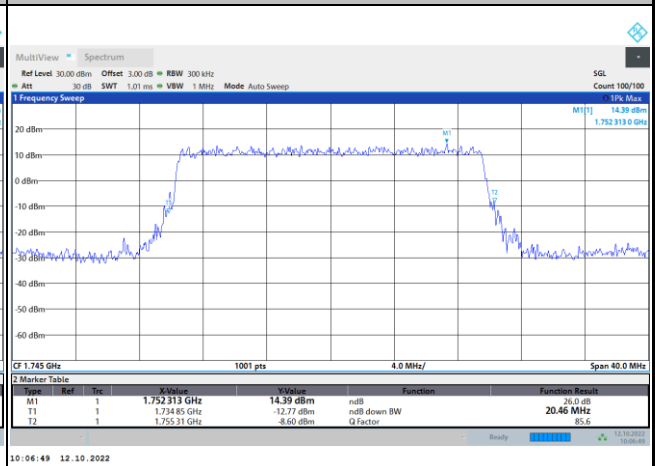 MultiView Spectrum
Ref Level 30.00 dBm Offset 3.00 dB RBW 300 kHz SGL
Att 30 dB SWT 1.01 ms VBW 1 MHz Mode Auto Sweep Count 100/100
1 Frequency Sweep 1Pk Max
M1[1] 14.39 dBm
1.752 313 0 GHz
20 dBm
M1
10 dBm
0 dBm
T1
T2
-10 dBm
-20 dBm
-30 dBm
-40 dBm
-50 dBm
-60 dBm
CF 1.745 GHz 1001 pts 4.0 MHz/ Span 40.0 MHz
2 Marker Table
Type Ref Trc X-Value Y-Value Function Function Result
M1 1 1.752 313 GHz 14.39 dBm ndB 26.0 dB
T1 1 1.734 85 GHz -12.77 dBm ndB down BW 20.46 MHz
T2 1 1.755 31 GHz -8.60 dBm Q Factor 85.6
Ready 12.10.2022
10:06:49
10:06:49 12.10.2022